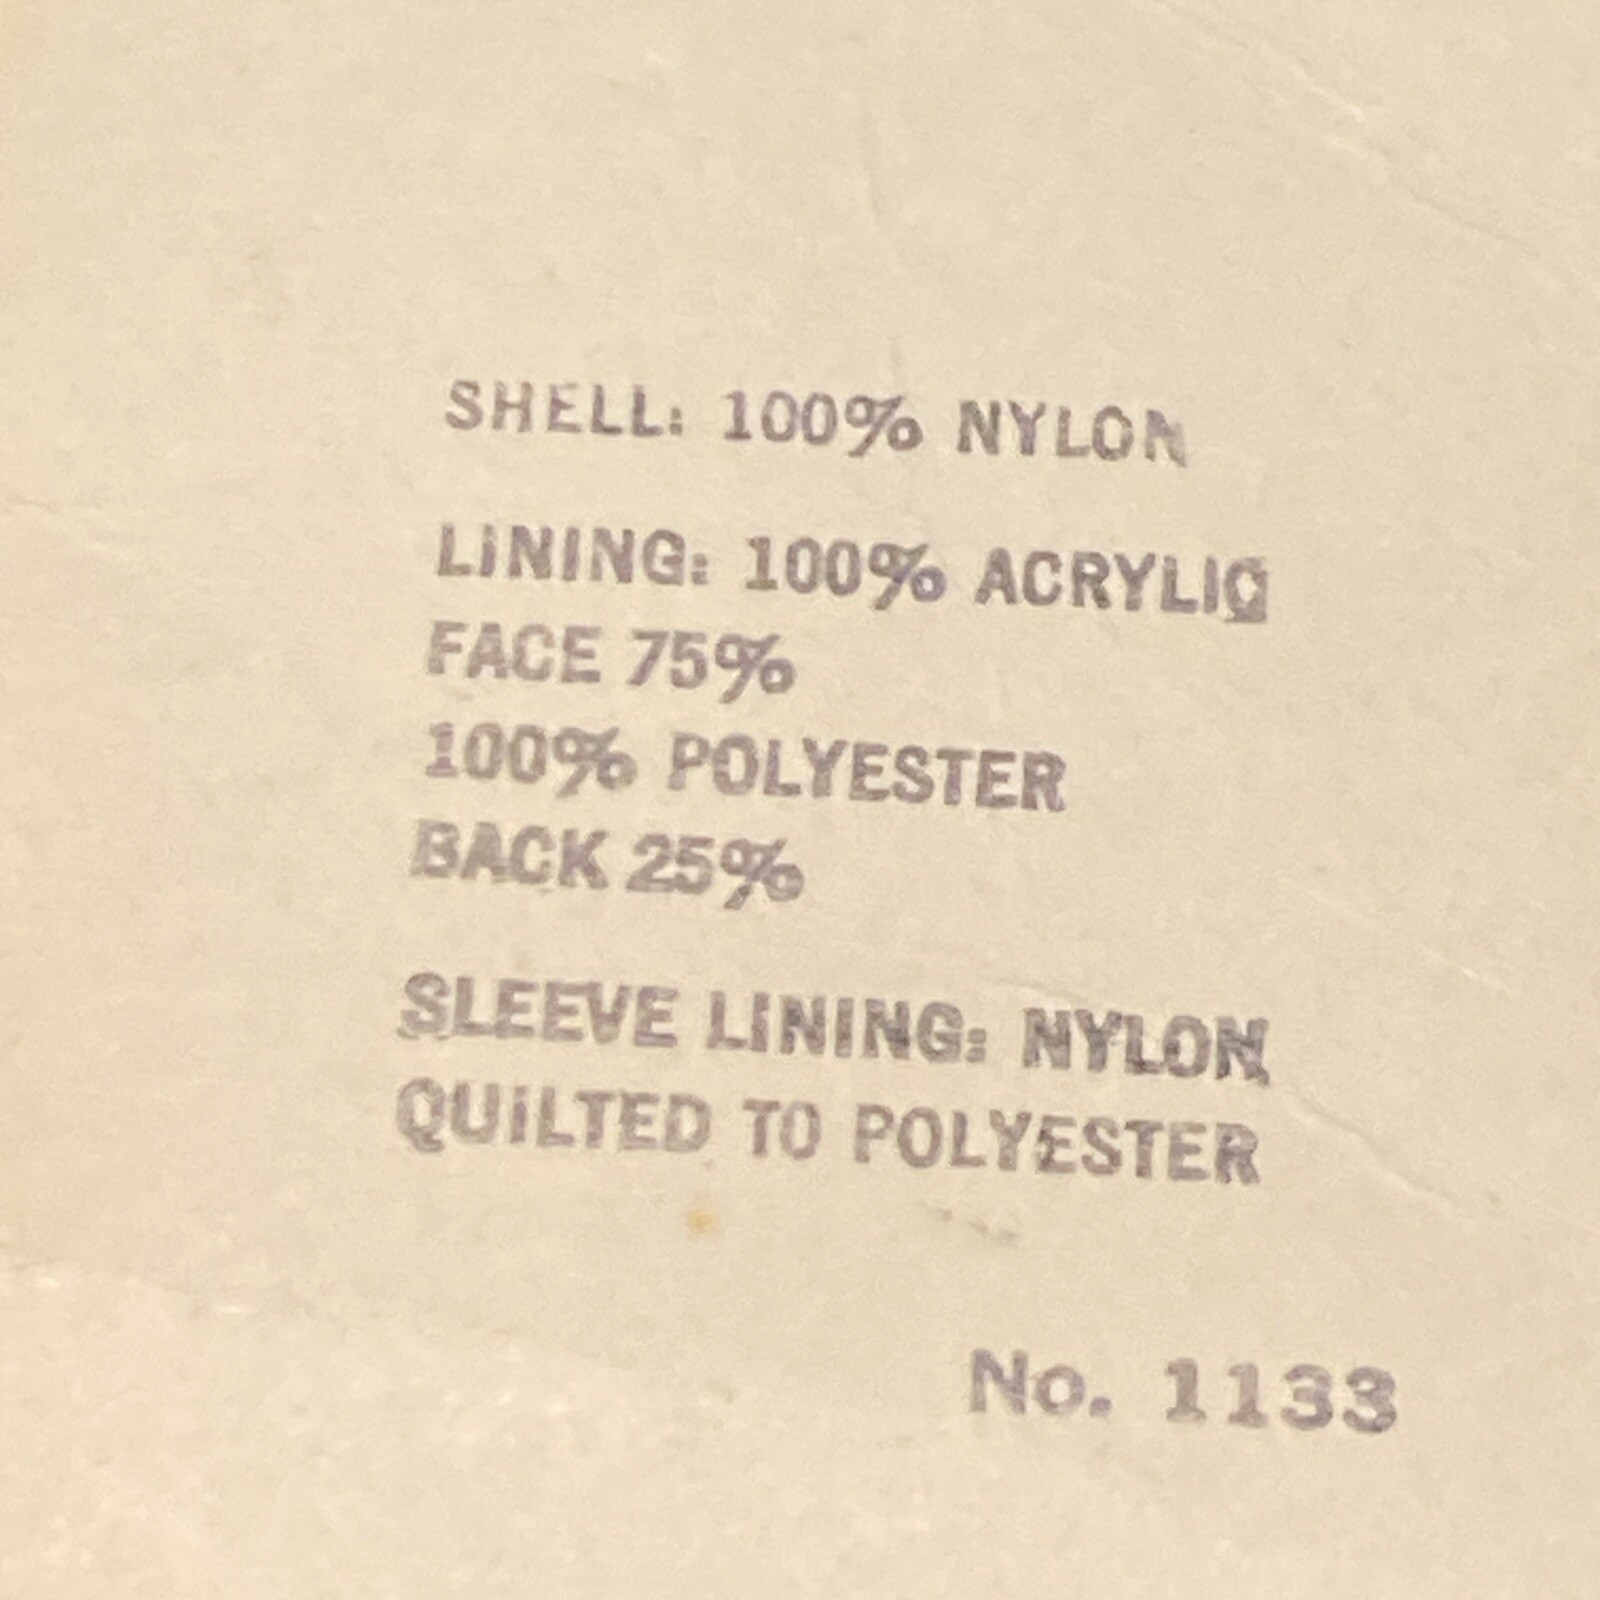 SHELL: 100% NYLON
LINING: 100% ACRYLIC
FACE 75%
100% POLYESTER
BACK 25%
SLEEVE LINING: NYLON
QUILTED TO POLYESTER
No. 1133